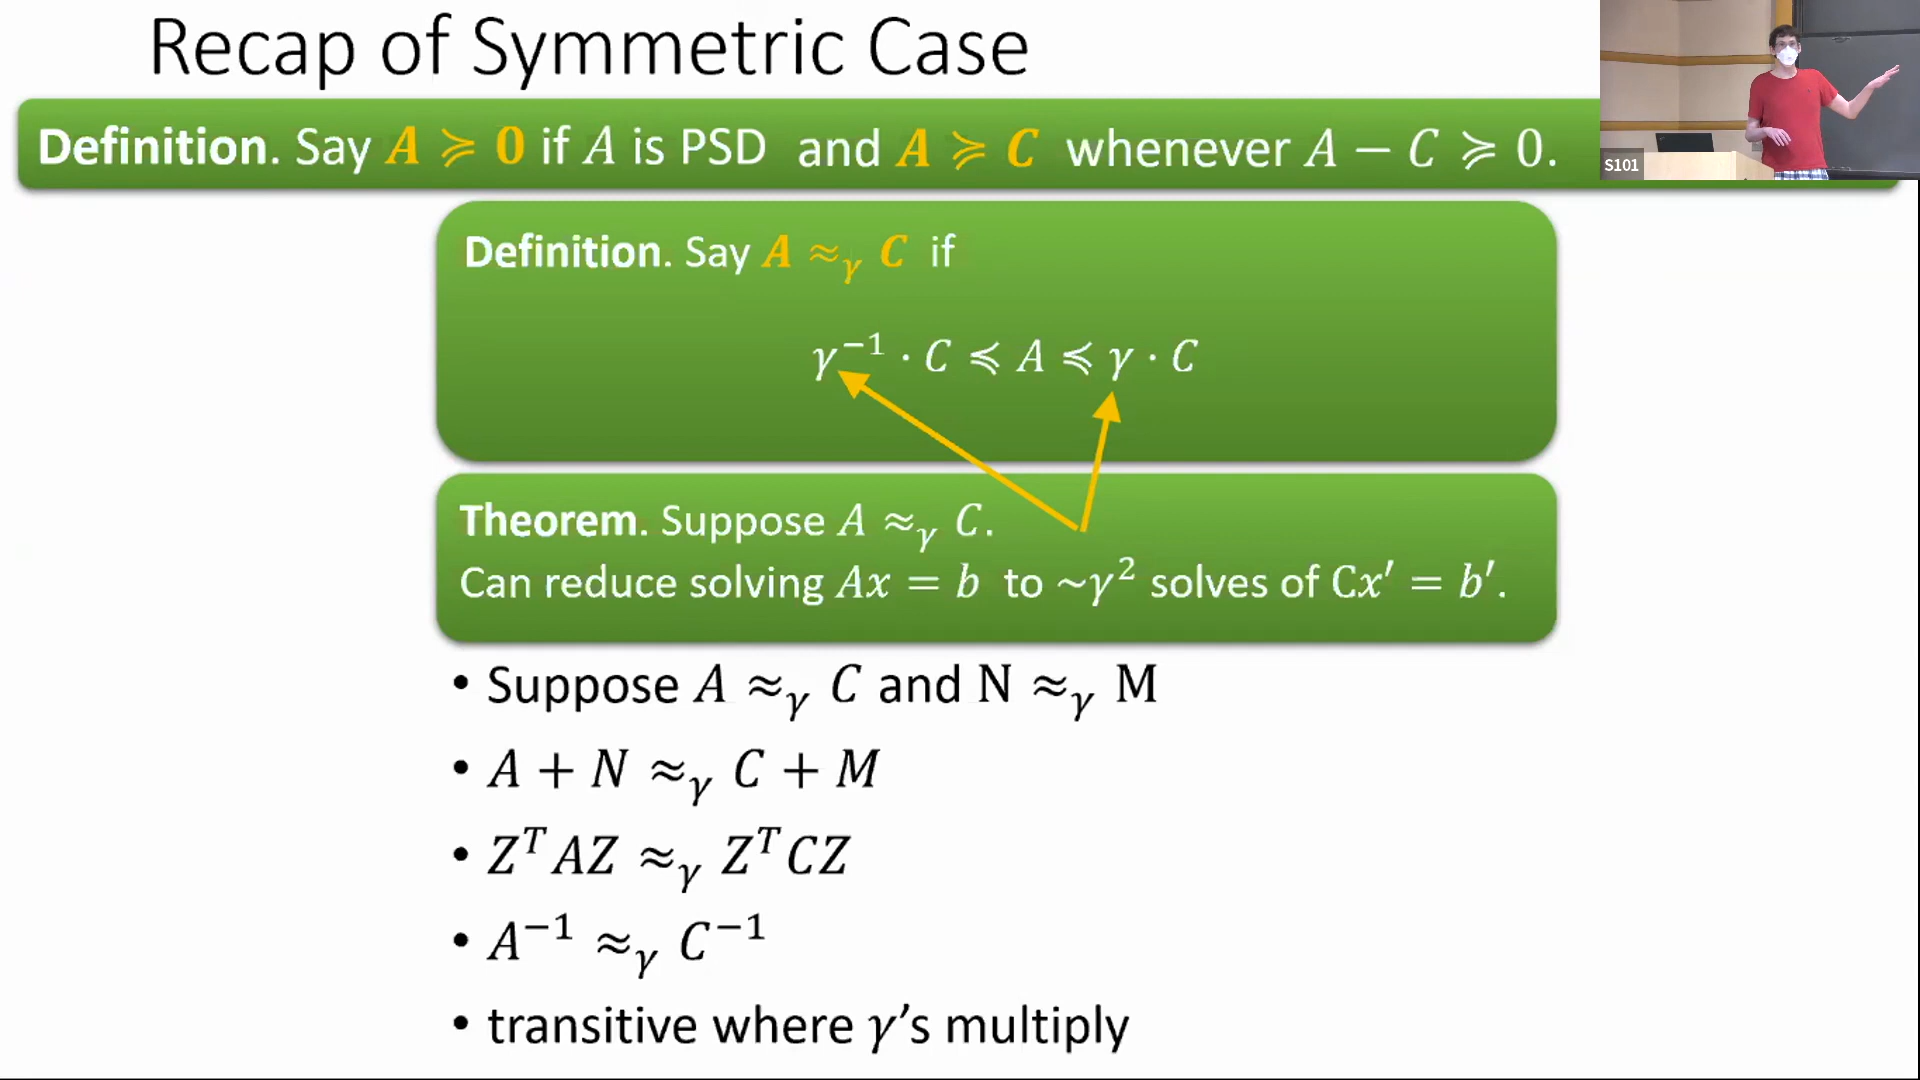 Recap of Symmetric Case
Definition. Say A ≽ 0 if A is PSD and A ≽ C whenever A − C ≽ 0.
S101
Definition. Say A ≈γ C if
γ⁻¹ · C ≼ A ≼ γ · C
Theorem. Suppose A ≈γ C.
Can reduce solving Ax = b to ~γ² solves of Cx′ = b′.
• Suppose A ≈γ C and N ≈γ M
• A + N ≈γ C + M
• ZᵀAZ ≈γ ZᵀCZ
• A⁻¹ ≈γ C⁻¹
• transitive where γ’s multiply